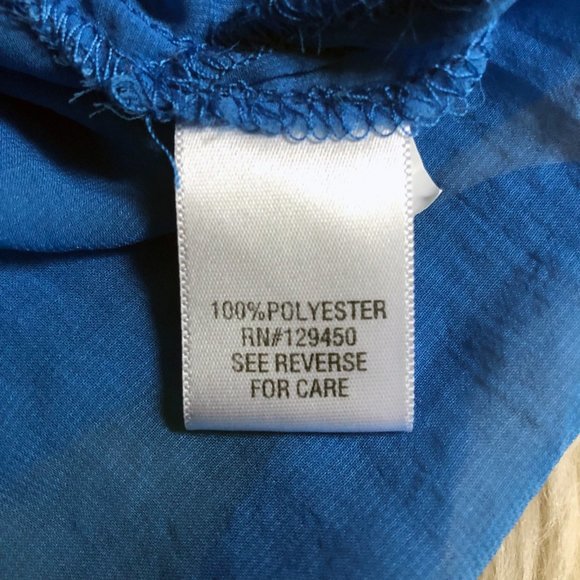 100%POLYESTER
RN#129450
SEE REVERSE
FOR CARE